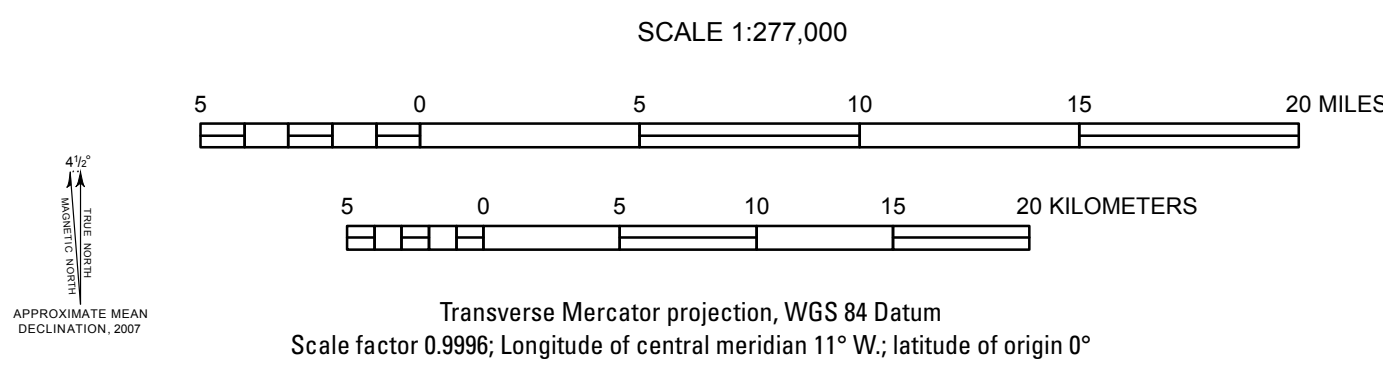 SCALE 1:277,000
5 0 5 10 15 20 MILES
4 1/2°
MAGNETIC NORTH
TRUE NORTH
APPROXIMATE MEAN
DECLINATION, 2007
5 0 5 10 15 20 KILOMETERS
Transverse Mercator projection, WGS 84 Datum
Scale factor 0.9996; Longitude of central meridian 11° W.; latitude of origin 0°